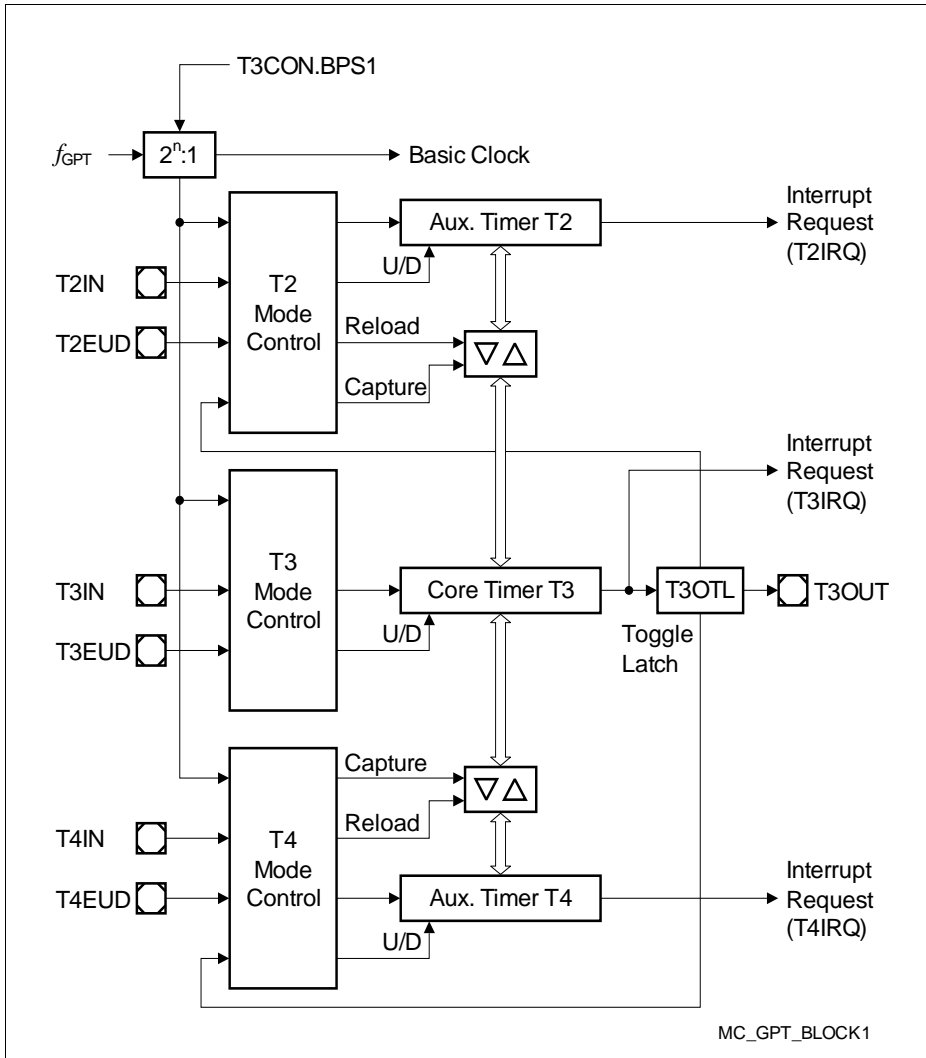 T3CON.BPS1
fGPT
2n:1
Basic Clock
Interrupt
Request
(T2IRQ)
Aux. Timer T2
U/D
T2IN
T2EUD
T2
Mode
Control
Reload
Capture
Interrupt
Request
(T3IRQ)
T3IN
T3EUD
T3
Mode
Control
Core Timer T3
U/D
T3OTL
T3OUT
Toggle
Latch
Capture
Reload
T4IN
T4EUD
T4
Mode
Control
Aux. Timer T4
U/D
Interrupt
Request
(T4IRQ)
MC_GPT_BLOCK1